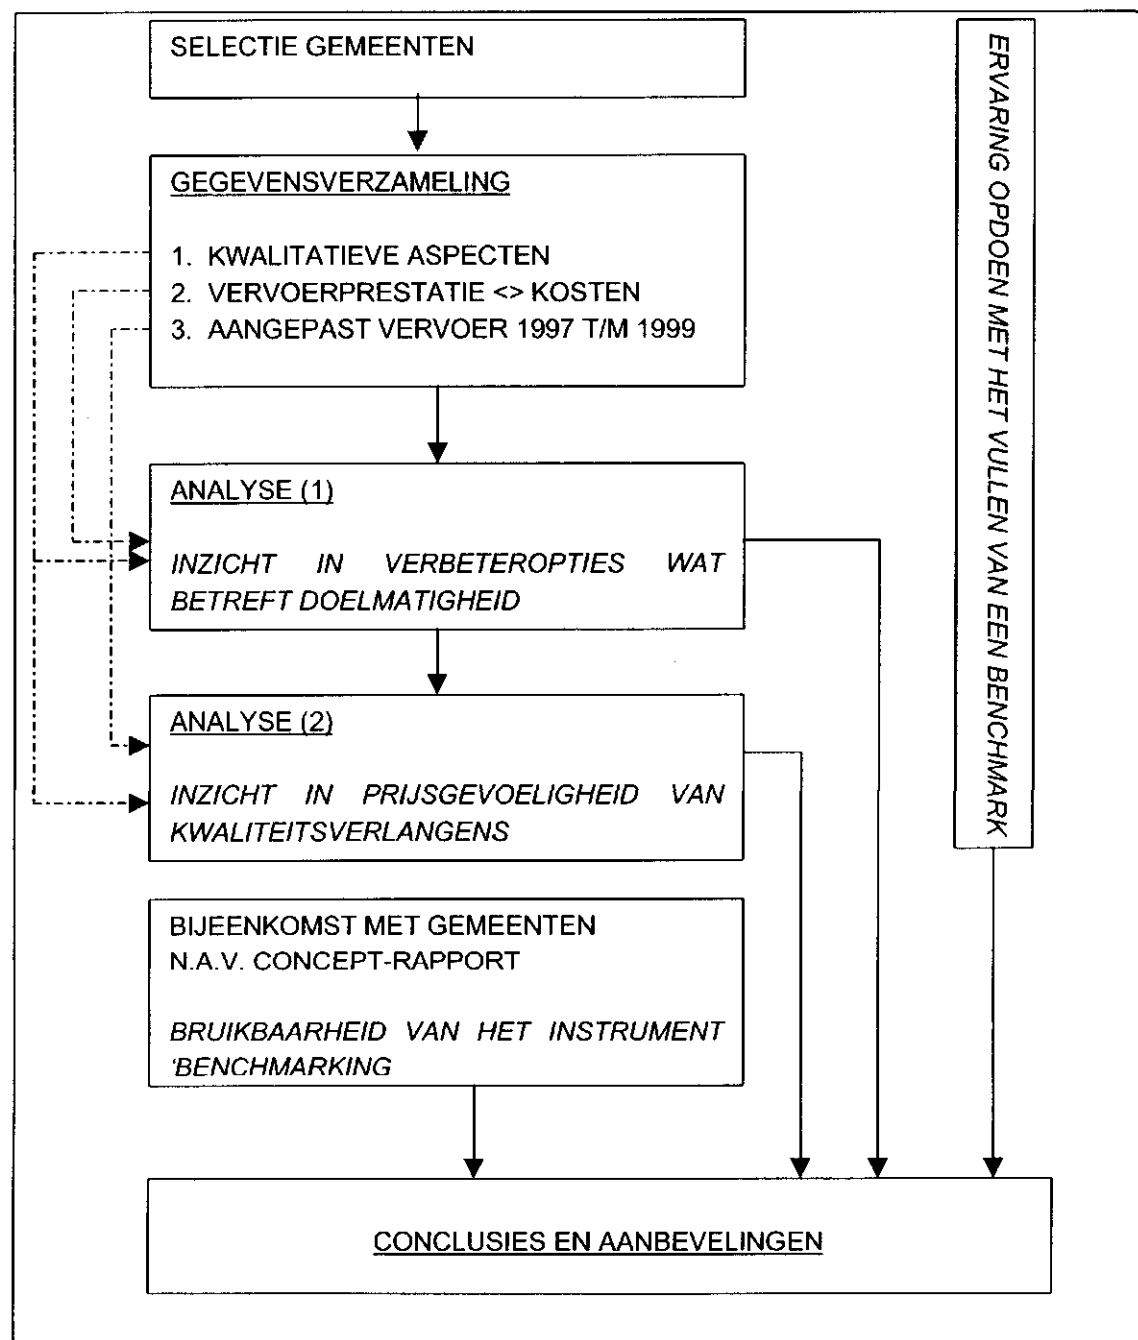 SELECTIE GEMEENTEN
GEGEVENSVERZAMELING
1. KWALITATIEVE ASPECTEN
2. VERVOERPRESTATIE <> KOSTEN
3. AANGEPAST VERVOER 1997 T/M 1999
ANALYSE (1)
INZICHT IN VERBETEROPTIES WAT
BETREFT DOELMATIGHEID
ANALYSE (2)
INZICHT IN PRIJSGEVOELIGHEID VAN
KWALITEITSVERLANGENS
BIJEENKOMST MET GEMEENTEN
N.A.V. CONCEPT-RAPPORT
BRUIKBAARHEID VAN HET INSTRUMENT
'BENCHMARKING
ERVARING OPDOEN MET HET VULLEN VAN EEN BENCHMARK
CONCLUSIES EN AANBEVELINGEN